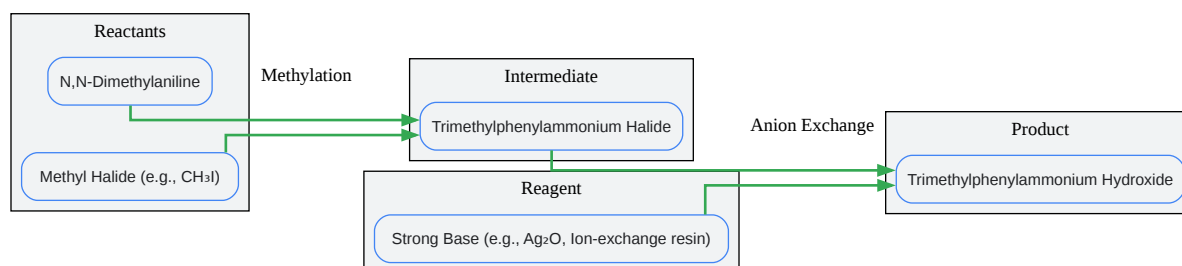 Reactants
N,N-Dimethylaniline
Methyl Halide (e.g., CH₃I)
Methylation
Intermediate
Trimethylphenylammonium Halide
Reagent
Strong Base (e.g., Ag₂O, Ion-exchange resin)
Anion Exchange
Product
Trimethylphenylammonium Hydroxide